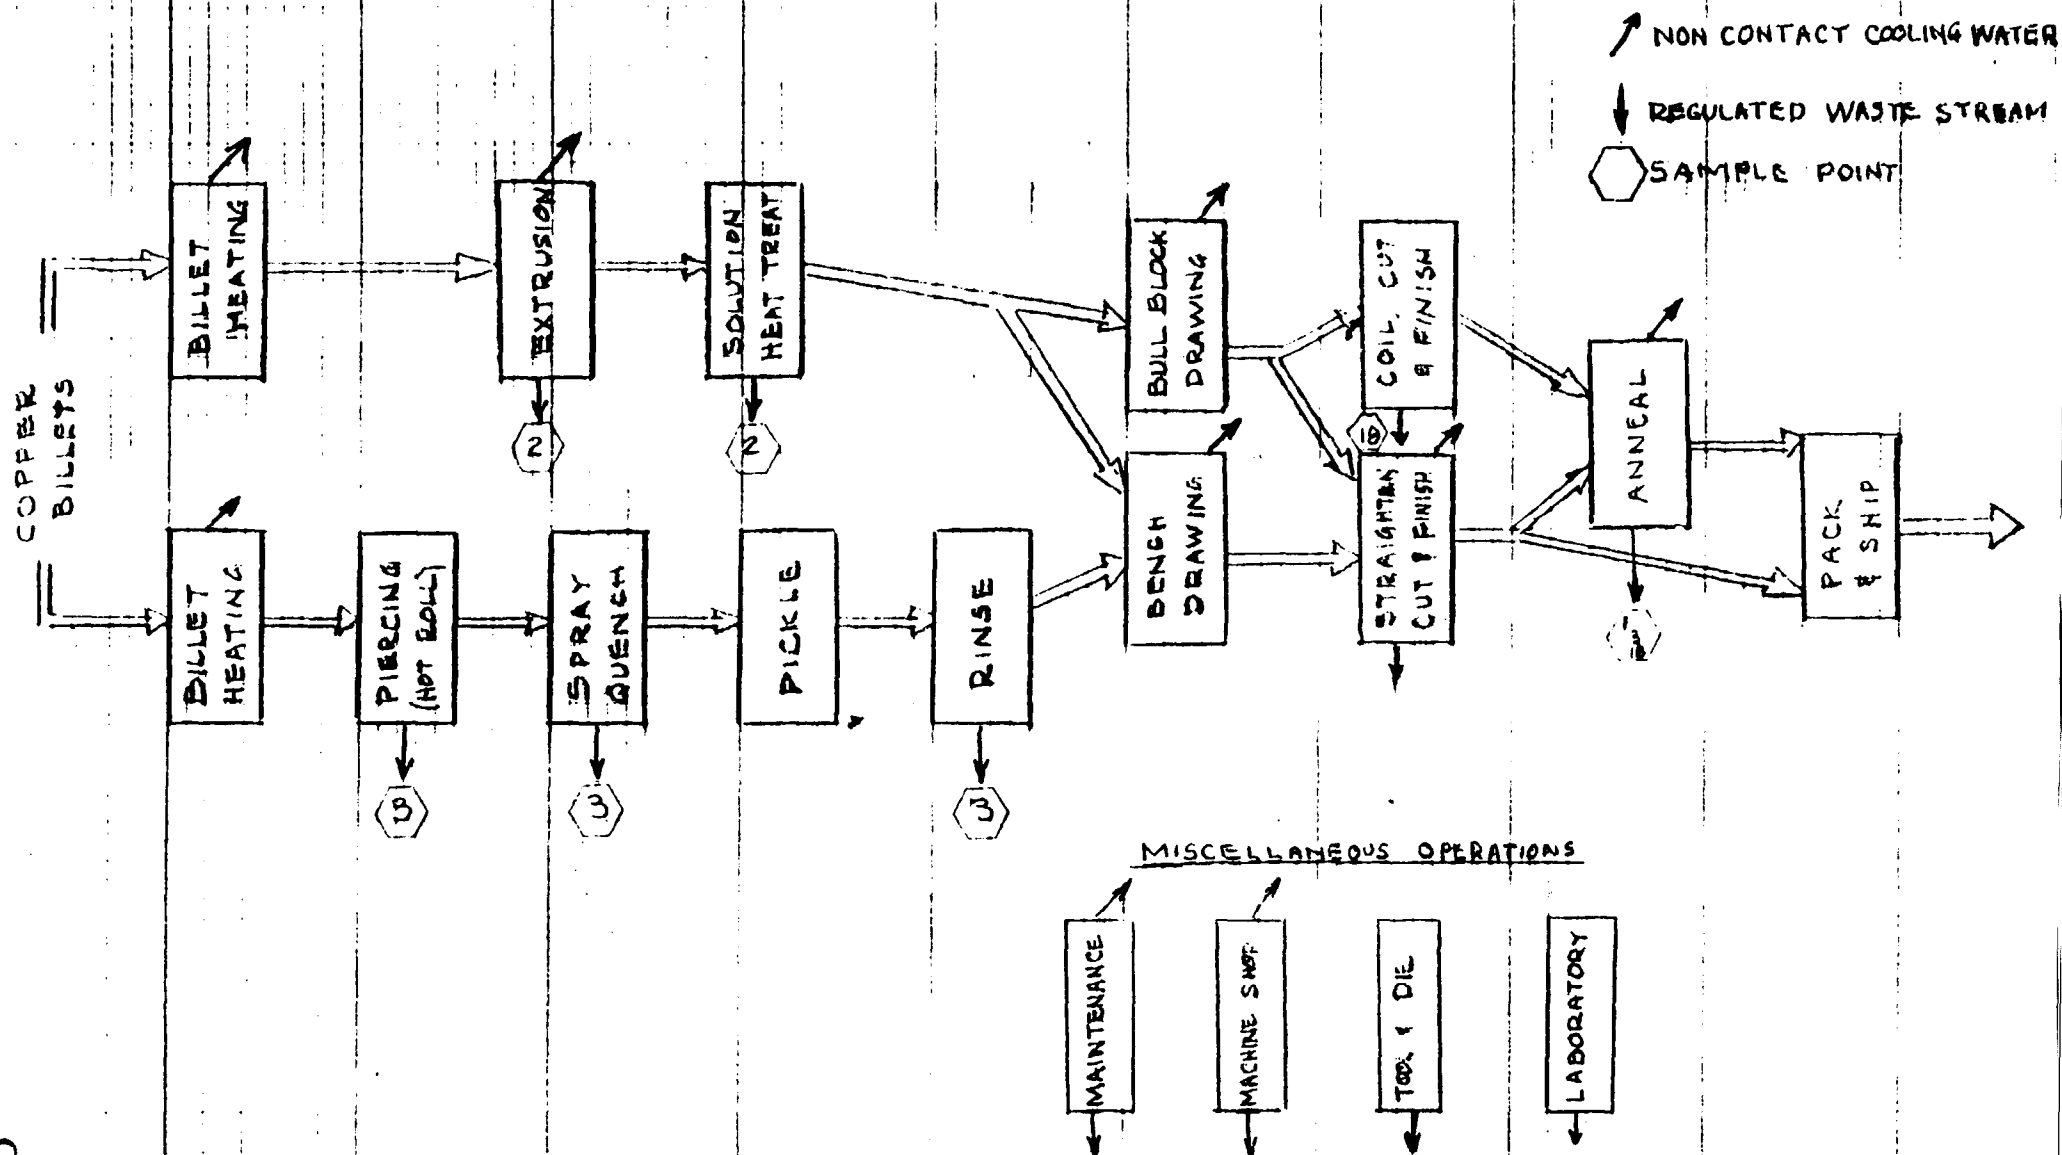 NON CONTACT COOLING WATER
REGULATED WASTE STREAM
SAMPLE POINT
COPPER
BILLETS
BILLET
HEATING
EXTRUSION
2
SOLUTION
HEAT TREAT
2
BULL BLOCK
DRAWING
COIL, CUT
& FINISH
ANNEAL
PACK
& SHIP
BILLET
HEATING
PIERCING
(HOT ROLL)
3
SPRAY
QUENCH
3
PICKLE
RINSE
3
BENCH
DRAWING
STRAIGHTEN
CUT & FINISH
MISCELLANEOUS OPERATIONS
MAINTENANCE
MACHINE SHOP
TOOL & DIE
LABORATORY